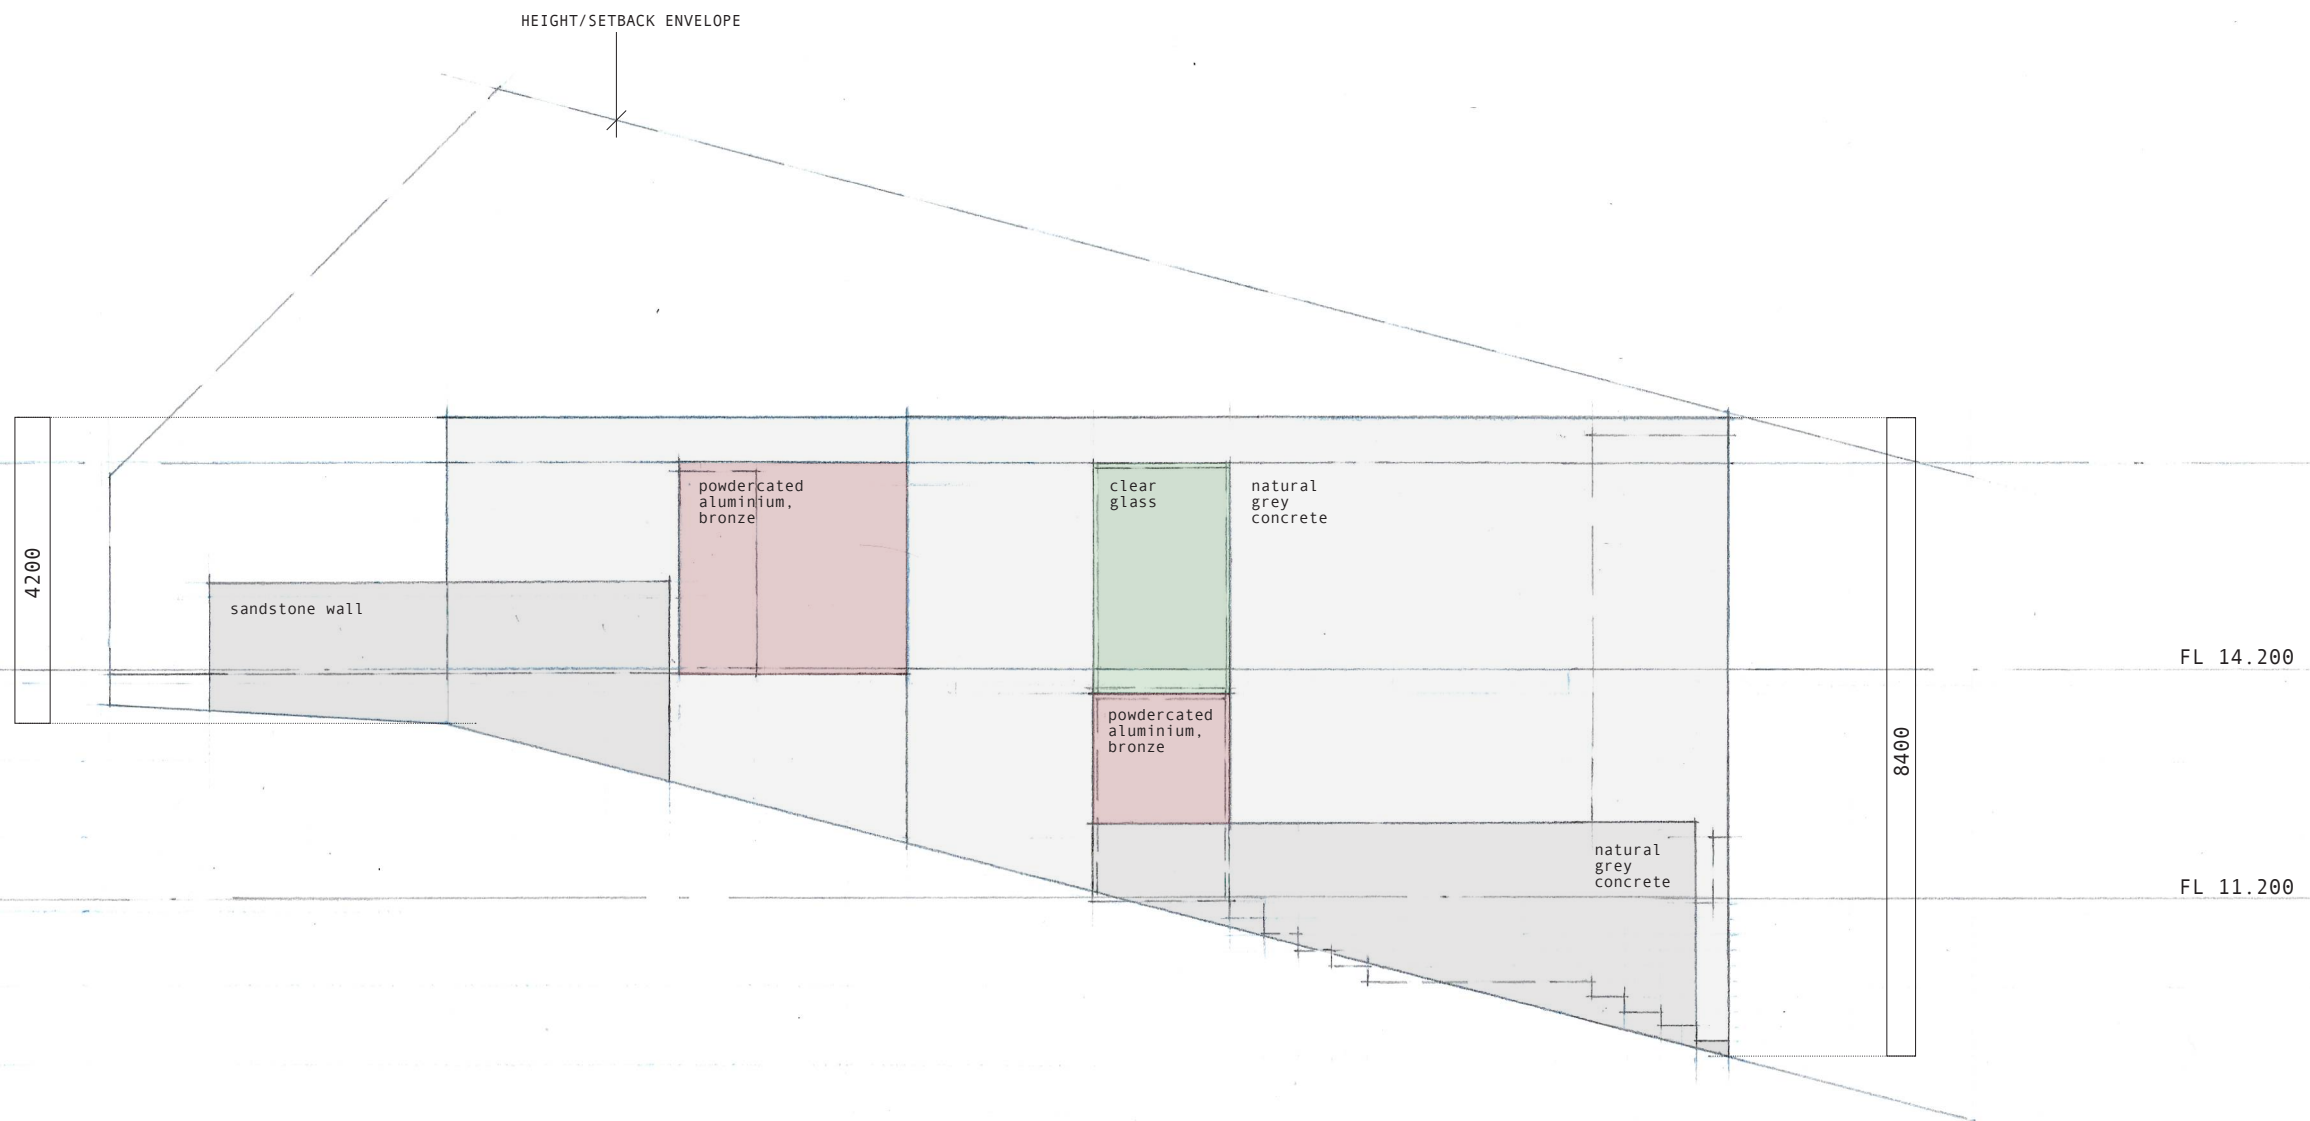 HEIGHT/SETBACK ENVELOPE
powdercated
aluminium,
bronze
clear
glass
natural
grey
concrete
4200
sandstone wall
FL 14.200
powdercated
aluminium,
bronze
8400
natural
grey
concrete
FL 11.200